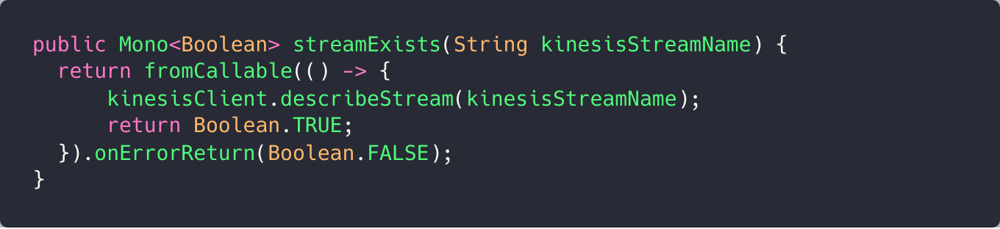 public Mono<Boolean> streamExists(String kinesisStreamName) {
  return fromCallable(() -> {
      kinesisClient.describeStream(kinesisStreamName);
      return Boolean.TRUE;
  }).onErrorReturn(Boolean.FALSE);
}